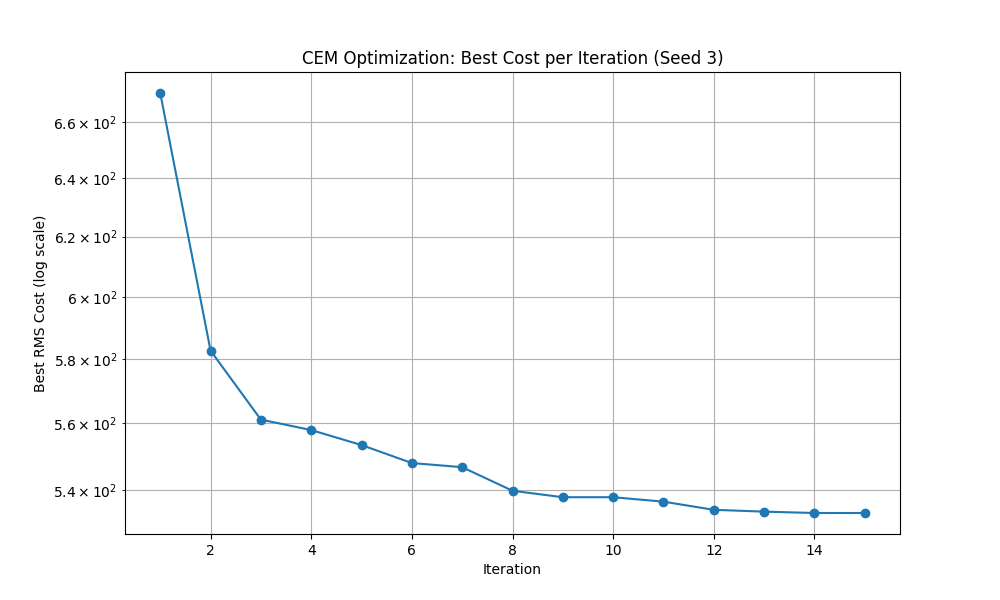 CEM Optimization: Best Cost per Iteration (Seed 3)
Best RMS Cost (log scale)
6.6 × 10²
6.4 × 10²
6.2 × 10²
6 × 10²
5.8 × 10²
5.6 × 10²
5.4 × 10²
2 4 6 8 10 12 14
Iteration